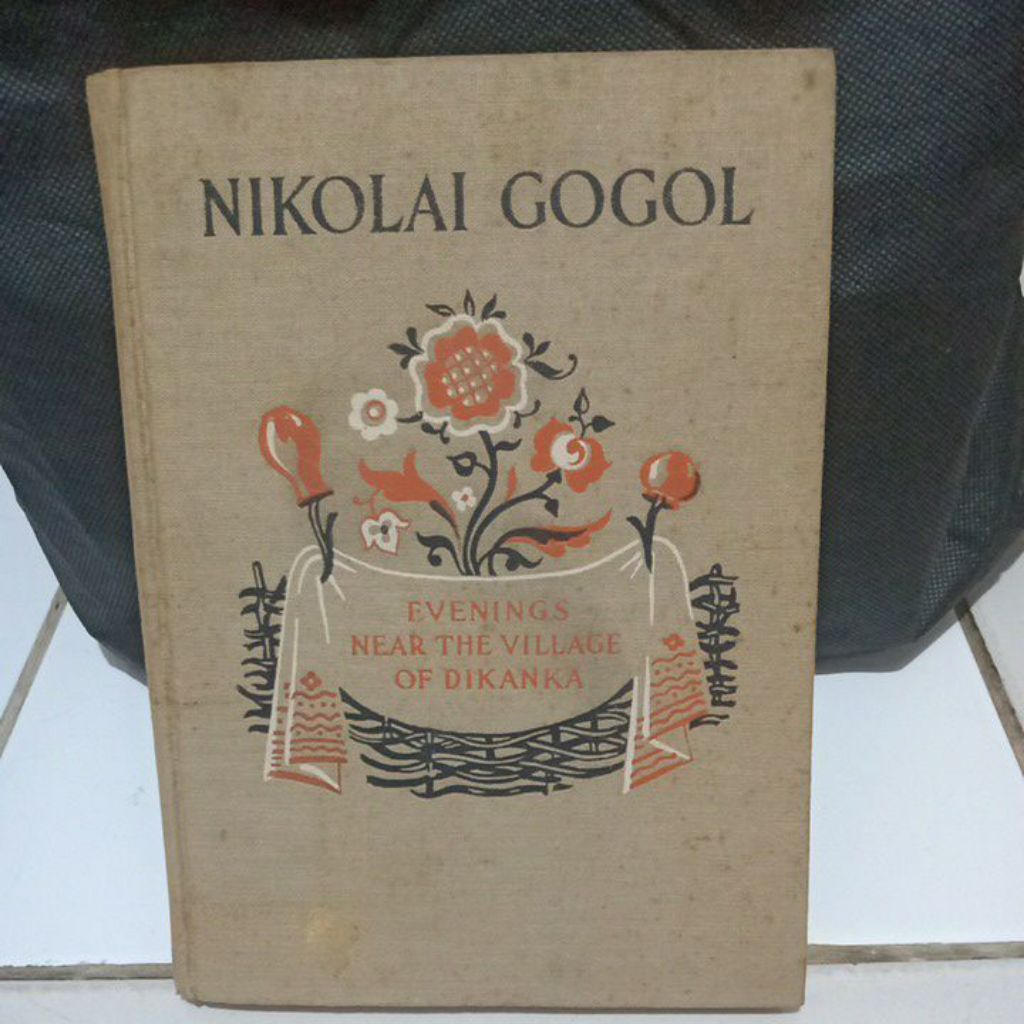 NIKOLAI GOGOL
EVENINGS
NEAR THE VILLAGE
OF DIKANKA